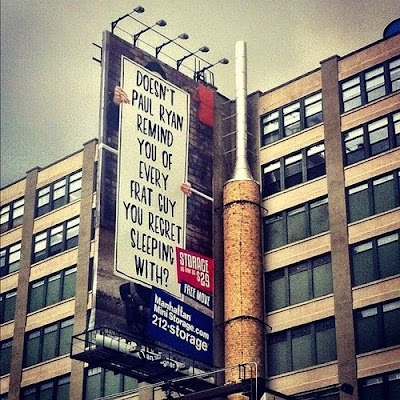 DOESN'T
PAUL RYAN
REMIND
YOU OF
EVERY
FRAT GUY
YOU REGRET
SLEEPING
WITH?
STORAGE
$29
FREE MOVE
Manhattan
Mini Storage.com
212-STORAGE